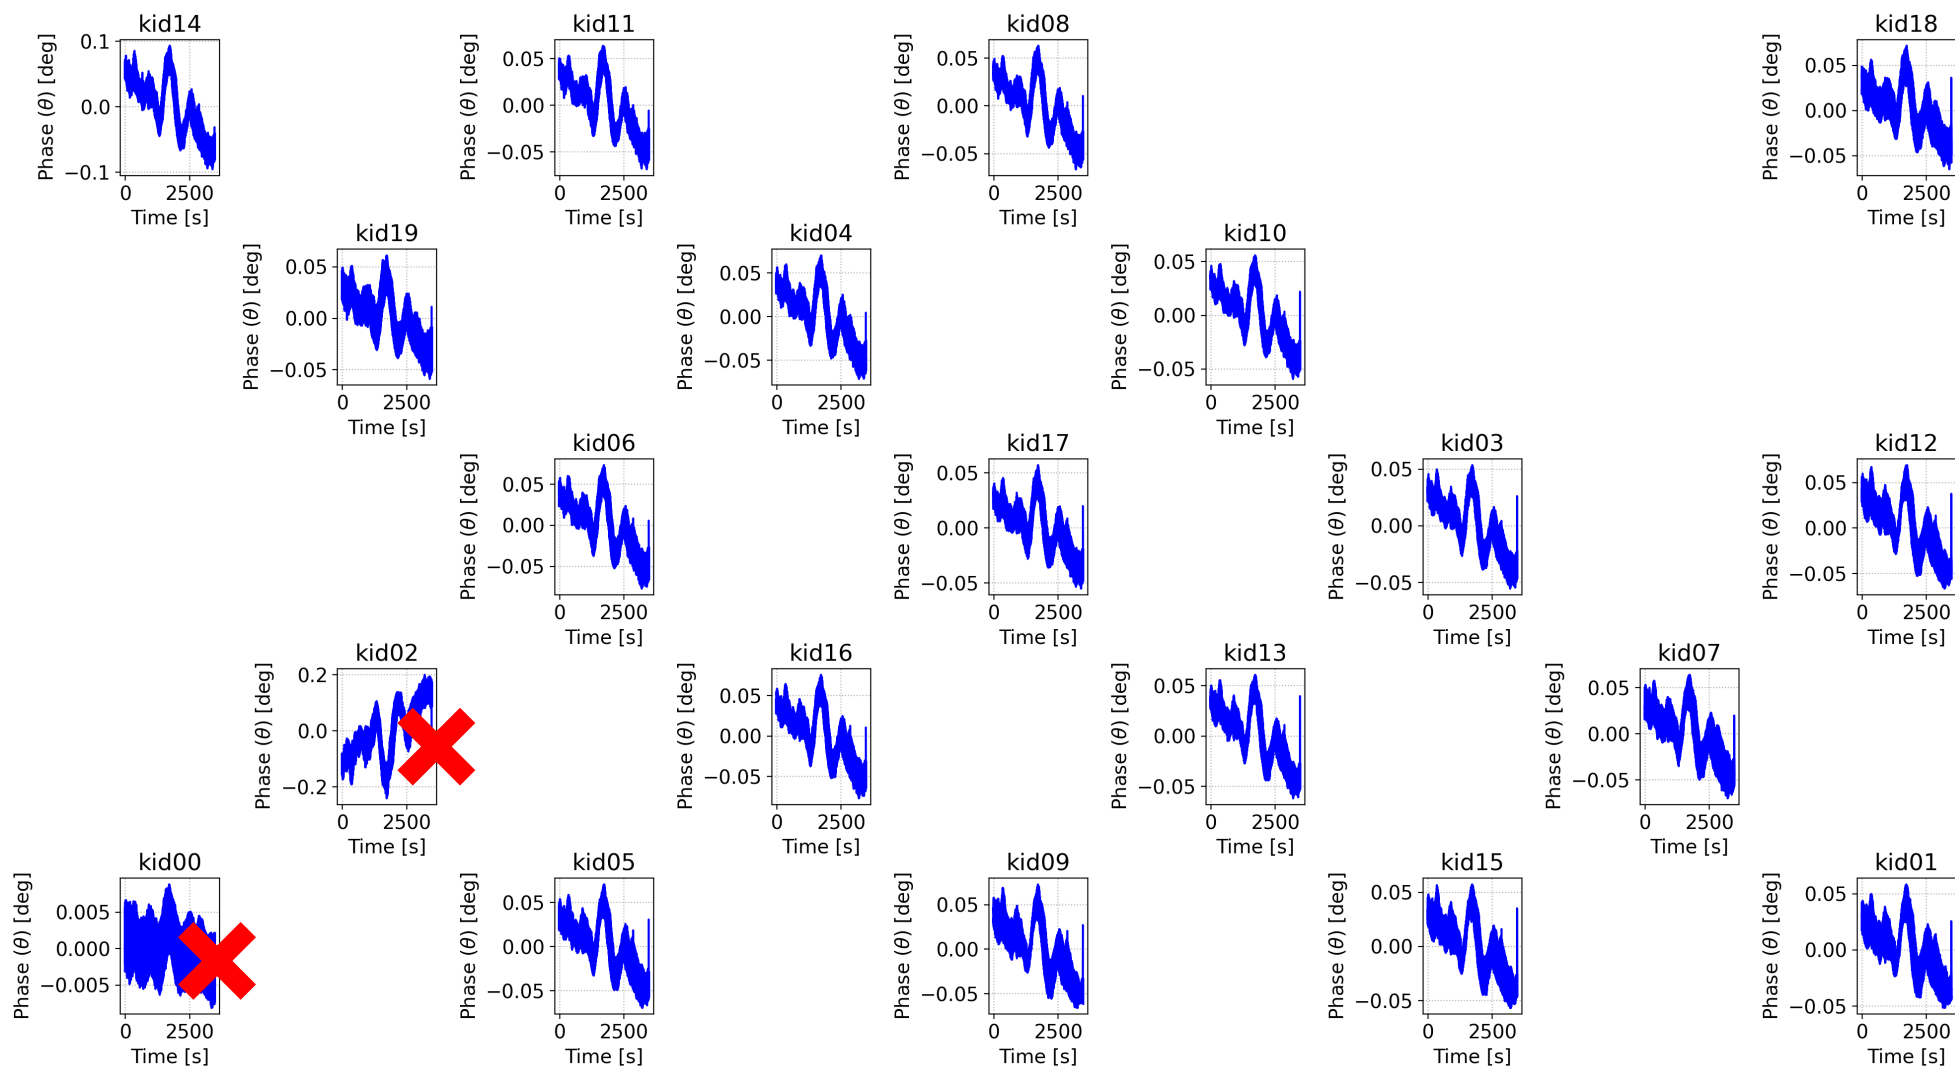 kid14
0.1
0.0
−0.1
Phase (θ) [deg]
0 2500
Time [s]
kid11
0.05
0.00
−0.05
Phase (θ) [deg]
0 2500
Time [s]
kid08
0.05
0.00
−0.05
Phase (θ) [deg]
0 2500
Time [s]
kid18
0.05
0.00
−0.05
Phase (θ) [deg]
0 2500
Time [s]
kid19
0.05
0.00
−0.05
Phase (θ) [deg]
0 2500
Time [s]
kid04
0.05
0.00
−0.05
Phase (θ) [deg]
0 2500
Time [s]
kid10
0.05
0.00
−0.05
Phase (θ) [deg]
0 2500
Time [s]
kid06
0.05
0.00
−0.05
Phase (θ) [deg]
0 2500
Time [s]
kid17
0.05
0.00
−0.05
Phase (θ) [deg]
0 2500
Time [s]
kid03
0.05
0.00
−0.05
Phase (θ) [deg]
0 2500
Time [s]
kid12
0.05
0.00
−0.05
Phase (θ) [deg]
0 2500
Time [s]
kid02
0.2
0.0
−0.2
Phase (θ) [deg]
0 2500
Time [s]
kid16
0.05
0.00
−0.05
Phase (θ) [deg]
0 2500
Time [s]
kid13
0.05
0.00
−0.05
Phase (θ) [deg]
0 2500
Time [s]
kid07
0.05
0.00
−0.05
Phase (θ) [deg]
0 2500
Time [s]
kid00
0.005
0.000
−0.005
Phase (θ) [deg]
0 2500
Time [s]
kid05
0.05
0.00
−0.05
Phase (θ) [deg]
0 2500
Time [s]
kid09
0.05
0.00
−0.05
Phase (θ) [deg]
0 2500
Time [s]
kid15
0.05
0.00
−0.05
Phase (θ) [deg]
0 2500
Time [s]
kid01
0.05
0.00
−0.05
Phase (θ) [deg]
0 2500
Time [s]